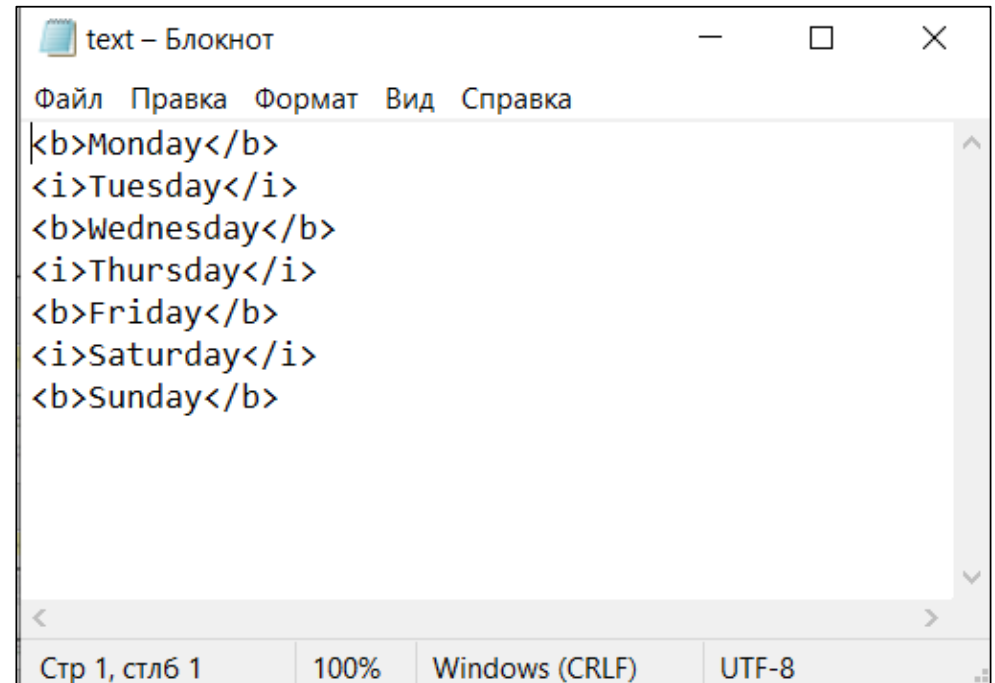 text – Блокнот
Файл Правка Формат Вид Справка
<b>Monday</b>
<i>Tuesday</i>
<b>Wednesday</b>
<i>Thursday</i>
<b>Friday</b>
<i>Saturday</i>
<b>Sunday</b>
Стр 1, стлб 1 100% Windows (CRLF) UTF-8